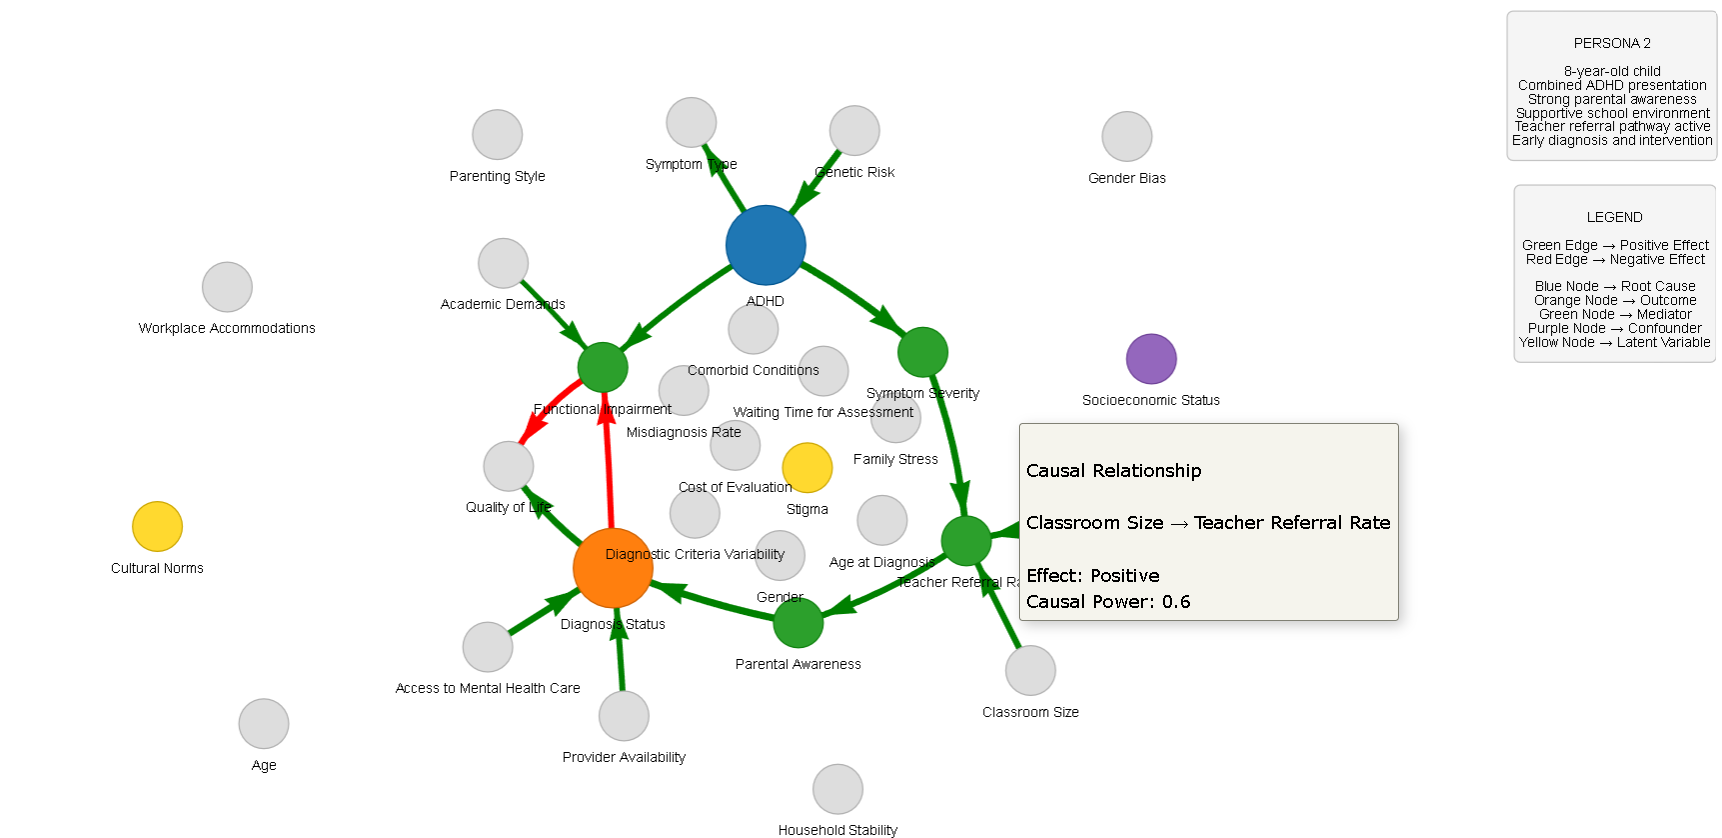 PERSONA 2
8-year-old child
Combined ADHD presentation
Strong parental awareness
Supportive school environment
Teacher referral pathway active
Early diagnosis and intervention
LEGEND
Green Edge → Positive Effect
Red Edge → Negative Effect
Blue Node → Root Cause
Orange Node → Outcome
Green Node → Mediator
Purple Node → Confounder
Yellow Node → Latent Variable
Symptom Type
Genetic Risk
Parenting Style
Gender Bias
ADHD
Academic Demands
Workplace Accommodations
Comorbid Conditions
Symptom Severity
Socioeconomic Status
Functional Impairment
Waiting Time for Assessment
Misdiagnosis Rate
Family Stress
Cost of Evaluation
Quality of Life
Stigma
Diagnostic Criteria Variability
Age at Diagnosis
Cultural Norms
Teacher Referral Ra
Gender
Diagnosis Status
Parental Awareness
Access to Mental Health Care
Classroom Size
Provider Availability
Age
Household Stability
Causal Relationship
Classroom Size → Teacher Referral Rate
Effect: Positive
Causal Power: 0.6